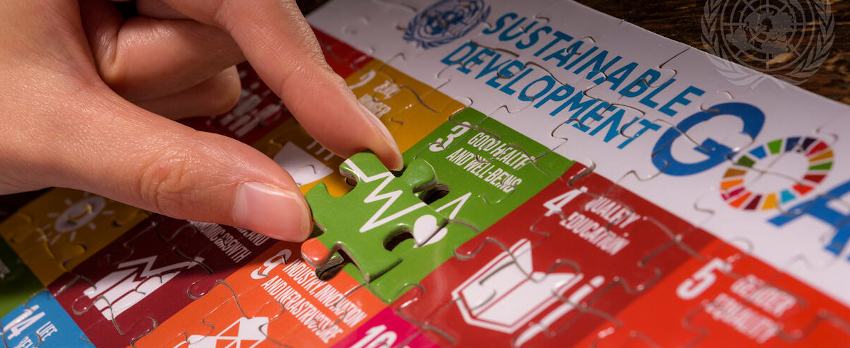 SUSTAINABLE
DEVELOPMENT
3
GOOD HEALTH
AND WELL-BEING
4
QUALITY
EDUCATION
5
GENDER
EQUALITY
9
INDUSTRY, INNOVATION
AND INFRASTRUCTURE
14
LIFE